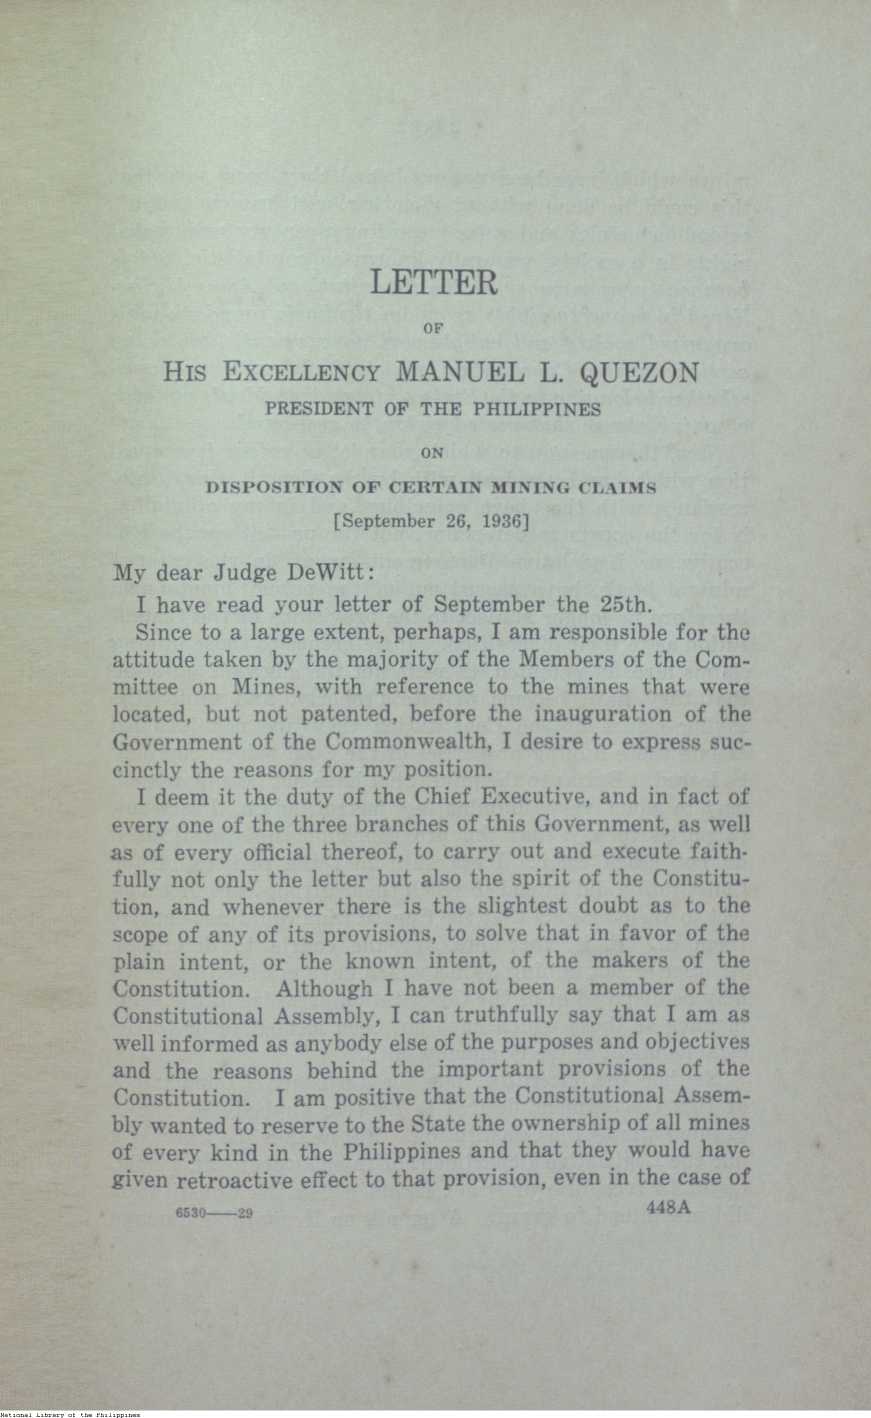 LETTER
OF
HIS EXCELLENCY MANUEL L. QUEZON
PRESIDENT OF THE PHILIPPINES
ON
DISPOSITION OF CERTAIN MINING CLAIMS
[September 26, 1936]
My dear Judge DeWitt:
I have read your letter of September the 25th.
Since to a large extent, perhaps, I am responsible for the
attitude taken by the majority of the Members of the Com-
mittee on Mines, with reference to the mines that were
located, but not patented, before the inauguration of the
Government of the Commonwealth, I desire to express suc-
cinctly the reasons for my position.
I deem it the duty of the Chief Executive, and in fact of
every one of the three branches of this Government, as well
as of every official thereof, to carry out and execute faith-
fully not only the letter but also the spirit of the Constitu-
tion, and whenever there is the slightest doubt as to the
scope of any of its provisions, to solve that in favor of the
plain intent, or the known intent, of the makers of the
Constitution. Although I have not been a member of the
Constitutional Assembly, I can truthfully say that I am as
well informed as anybody else of the purposes and objectives
and the reasons behind the important provisions of the
Constitution. I am positive that the Constitutional Assem-
bly wanted to reserve to the State the ownership of all mines
of every kind in the Philippines and that they would have
given retroactive effect to that provision, even in the case of
6530——29
448A
National Library of the Philippines